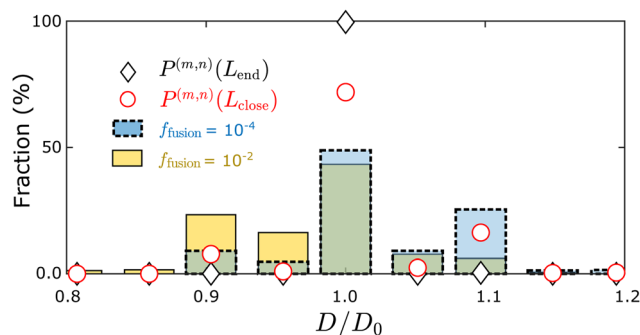 100
P^(m,n)(L_end)
P^(m,n)(L_close)
f_fusion = 10^-4
f_fusion = 10^-2
50
0.0
Fraction (%)
0.8 0.9 1.0 1.1 1.2
D/D_0